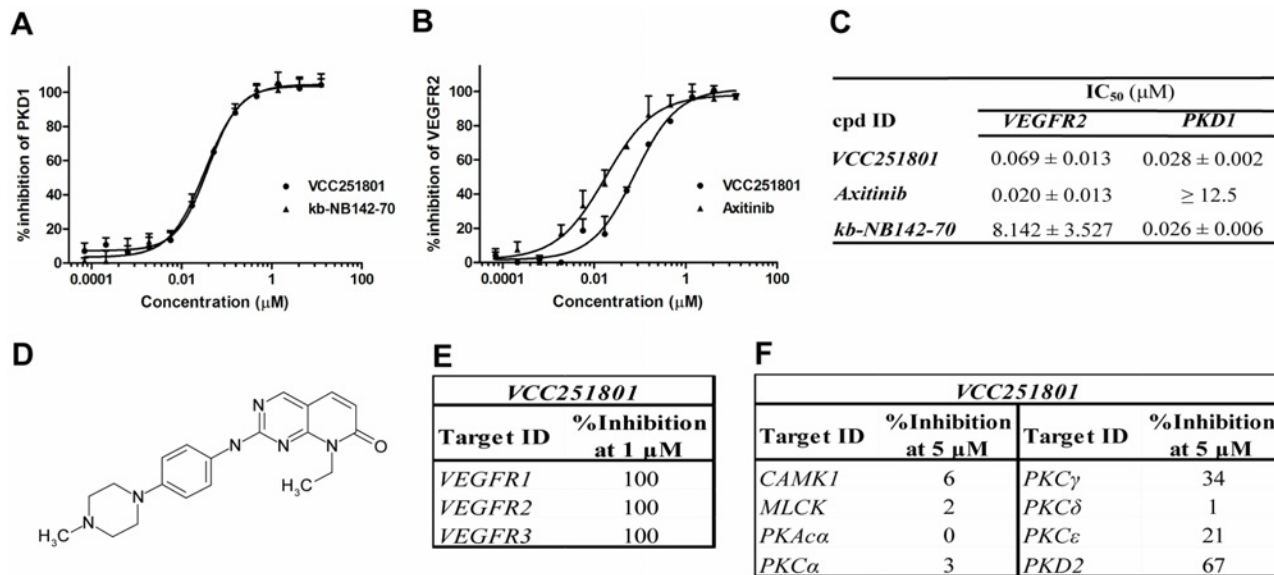 A
%inhibition of PKD1
100
80
60
40
20
0
0.0001
0.01
1
100
Concentration (μM)
VCC251801
kb-NB142-70
B
%inhibition of VEGFR2
100
80
60
40
20
0
0.0001
0.01
1
100
Concentration (μM)
VCC251801
Axitinib
C
IC50 (μM)
cpd ID VEGFR2 PKD1
VCC251801 0.069 ± 0.013 0.028 ± 0.002
Axitinib 0.020 ± 0.013 ≥ 12.5
kb-NB142-70 8.142 ± 3.527 0.026 ± 0.006
D
N
N
N
N
O
N
N
H3C
H3C
E
VCC251801
Target ID %Inhibition at 1 μM
VEGFR1 100
VEGFR2 100
VEGFR3 100
F
VCC251801
Target ID %Inhibition at 5 μM Target ID %Inhibition at 5 μM
CAMK1 6 PKCγ 34
MLCK 2 PKCδ 1
PKAcα 0 PKCε 21
PKCα 3 PKD2 67